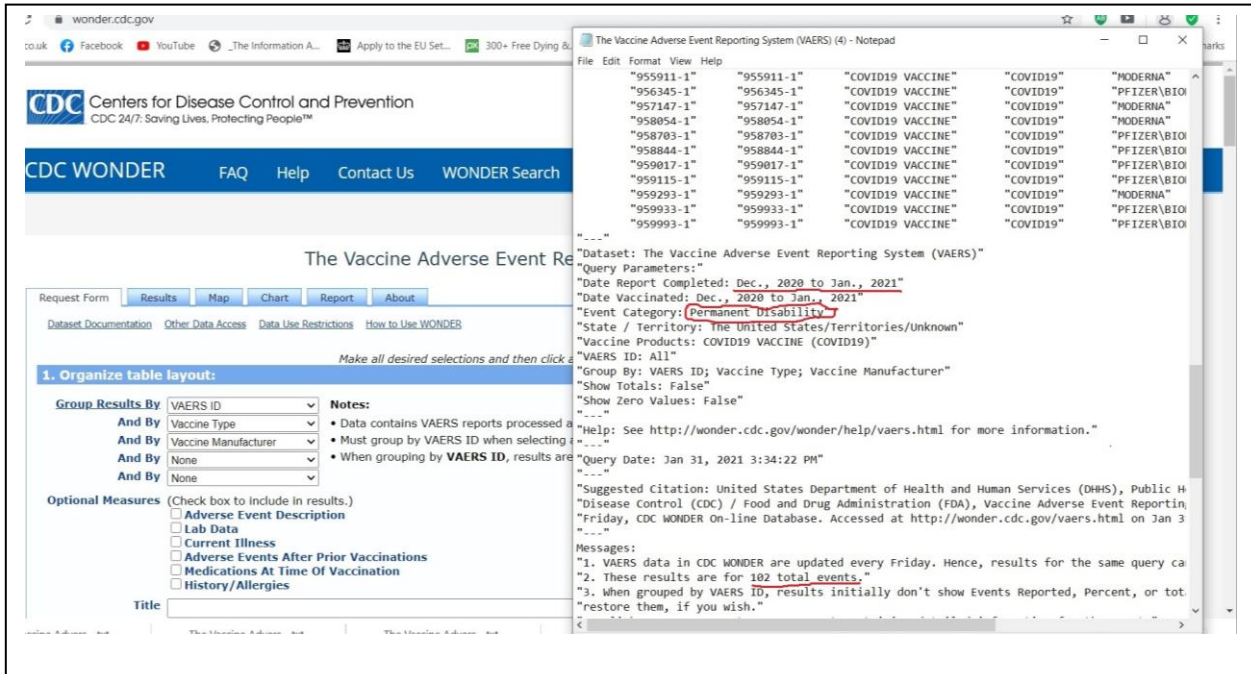 wonder.cdc.gov
co.uk Facebook YouTube _The Information A... Apply to the EU Set... 300+ Free Dying &
CDC Centers for Disease Control and Prevention
CDC 24/7: Saving Lives, Protecting People™
CDC WONDER FAQ Help Contact Us WONDER Search
The Vaccine Adverse Event Re
Request Form Results Map Chart Report About
Dataset Documentation Other Data Access Data Use Restrictions How to Use WONDER
Make all desired selections and then click a
1. Organize table layout:
Group Results By VAERS ID Notes:
And By Vaccine Type • Data contains VAERS reports processed a
And By Vaccine Manufacturer • Must group by VAERS ID when selecting
And By None • When grouping by VAERS ID, results are
And By None
Optional Measures (Check box to include in results.)
Adverse Event Description
Lab Data
Current Illness
Adverse Events After Prior Vaccinations
Medications At Time Of Vaccination
History/Allergies
Title
The Vaccine Adverse Event Reporting System (VAERS) (4) - Notepad
File Edit Format View Help
"955911-1" "955911-1" "COVID19 VACCINE" "COVID19" "MODERNA"
"956345-1" "956345-1" "COVID19 VACCINE" "COVID19" "PFIZER\BIO
"957147-1" "957147-1" "COVID19 VACCINE" "COVID19" "MODERNA"
"958054-1" "958054-1" "COVID19 VACCINE" "COVID19" "MODERNA"
"958703-1" "958703-1" "COVID19 VACCINE" "COVID19" "PFIZER\BIO
"958844-1" "958844-1" "COVID19 VACCINE" "COVID19" "PFIZER\BIO
"959017-1" "959017-1" "COVID19 VACCINE" "COVID19" "PFIZER\BIO
"959115-1" "959115-1" "COVID19 VACCINE" "COVID19" "PFIZER\BIO
"959293-1" "959293-1" "COVID19 VACCINE" "COVID19" "MODERNA"
"959933-1" "959933-1" "COVID19 VACCINE" "COVID19" "PFIZER\BIO
"959993-1" "959993-1" "COVID19 VACCINE" "COVID19" "PFIZER\BIO
"---"
"Dataset: The Vaccine Adverse Event Reporting System (VAERS)"
"Query Parameters:"
"Date Report Completed: Dec., 2020 to Jan., 2021"
"Date Vaccinated: Dec., 2020 to Jan., 2021"
"Event Category: Permanent Disability"
"State / Territory: The United States/Territories/Unknown"
"Vaccine Products: COVID19 VACCINE (COVID19)"
"VAERS ID: All"
"Group By: VAERS ID; Vaccine Type; Vaccine Manufacturer"
"Show Totals: False"
"Show Zero Values: False"
"---"
"Help: See http://wonder.cdc.gov/wonder/help/vaers.html for more information."
"---"
"Query Date: Jan 31, 2021 3:34:22 PM"
"---"
"Suggested Citation: United States Department of Health and Human Services (DHHS), Public H
"Disease Control (CDC) / Food and Drug Administration (FDA), Vaccine Adverse Event Reporting
"Friday, CDC WONDER On-line Database. Accessed at http://wonder.cdc.gov/vaers.html on Jan 3
"---"
Messages:
"1. VAERS data in CDC WONDER are updated every Friday. Hence, results for the same query ca
"2. These results are for 102 total events."
"3. When grouped by VAERS ID, results initially don't show Events Reported, Percent, or tot
"restore them, if you wish."